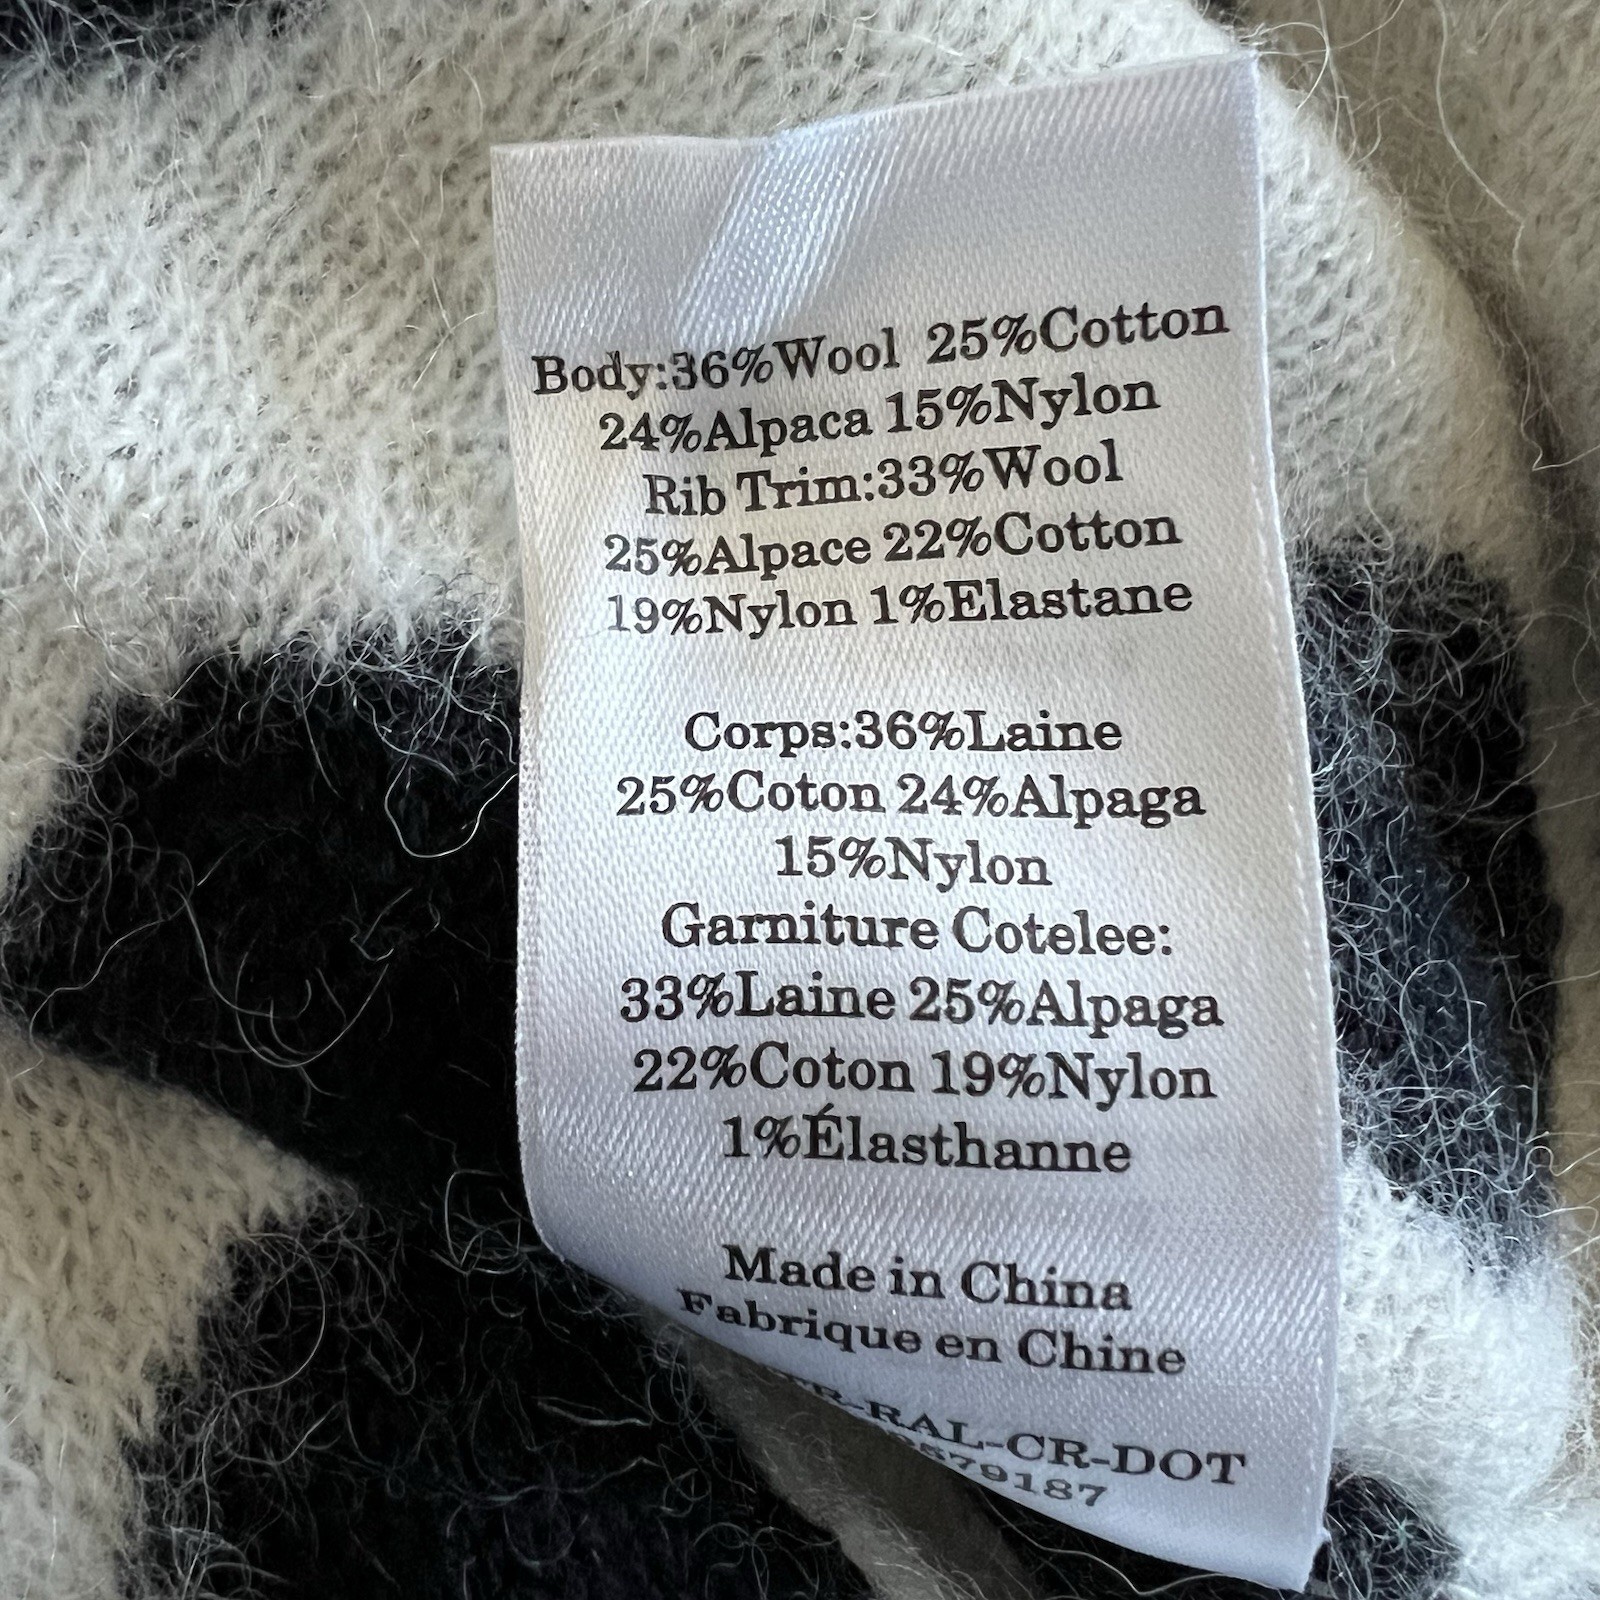 Body:36%Wool 25%Cotton
24%Alpaca 15%Nylon
Rib Trim:33%Wool
25%Alpace 22%Cotton
19%Nylon 1%Elastane
Corps:36%Laine
25%Coton 24%Alpaga
15%Nylon
Garniture Cotelee:
33%Laine 25%Alpaga
22%Coton 19%Nylon
1%Élasthanne
Made in China
Fabrique en Chine